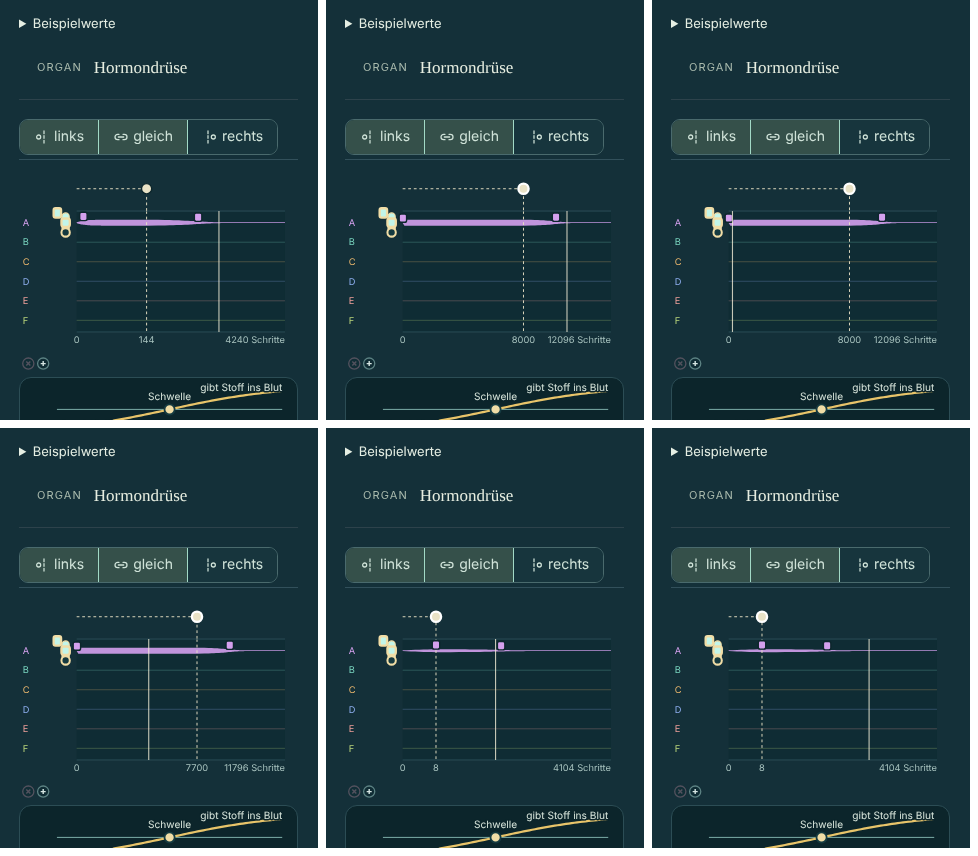 Beispielwerte
ORGAN Hormondrüse
links gleich rechts
A
B
C
D
E
F
0 144 4240 Schritte
gibt Stoff ins Blut
Schwelle
Beispielwerte
ORGAN Hormondrüse
links gleich rechts
A
B
C
D
E
F
0 8000 12096 Schritte
gibt Stoff ins Blut
Schwelle
Beispielwerte
ORGAN Hormondrüse
links gleich rechts
A
B
C
D
E
F
0 8000 12096 Schritte
gibt Stoff ins Blut
Schwelle
Beispielwerte
ORGAN Hormondrüse
links gleich rechts
A
B
C
D
E
F
0 7700 11796 Schritte
gibt Stoff ins Blut
Schwelle
Beispielwerte
ORGAN Hormondrüse
links gleich rechts
A
B
C
D
E
F
0 8 4104 Schritte
gibt Stoff ins Blut
Schwelle
Beispielwerte
ORGAN Hormondrüse
links gleich rechts
A
B
C
D
E
F
0 8 4104 Schritte
gibt Stoff ins Blut
Schwelle